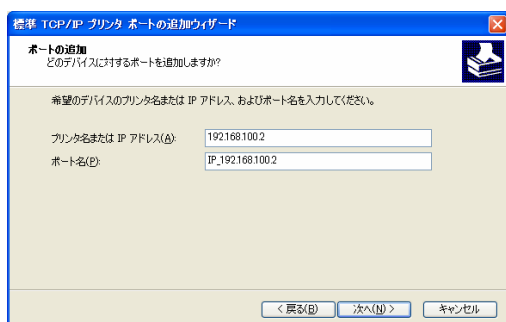 標準 TCP/IP プリンタ ポートの追加ウィザード
ポートの追加
どのデバイスに対するポートを追加しますか?
希望のデバイスのプリンタ名または IP アドレス、およびポート名を入力してください。
プリンタ名または IP アドレス(A): 192.168.100.2
ポート名(P): IP_192.168.100.2
< 戻る(B) 次へ(N) > キャンセル